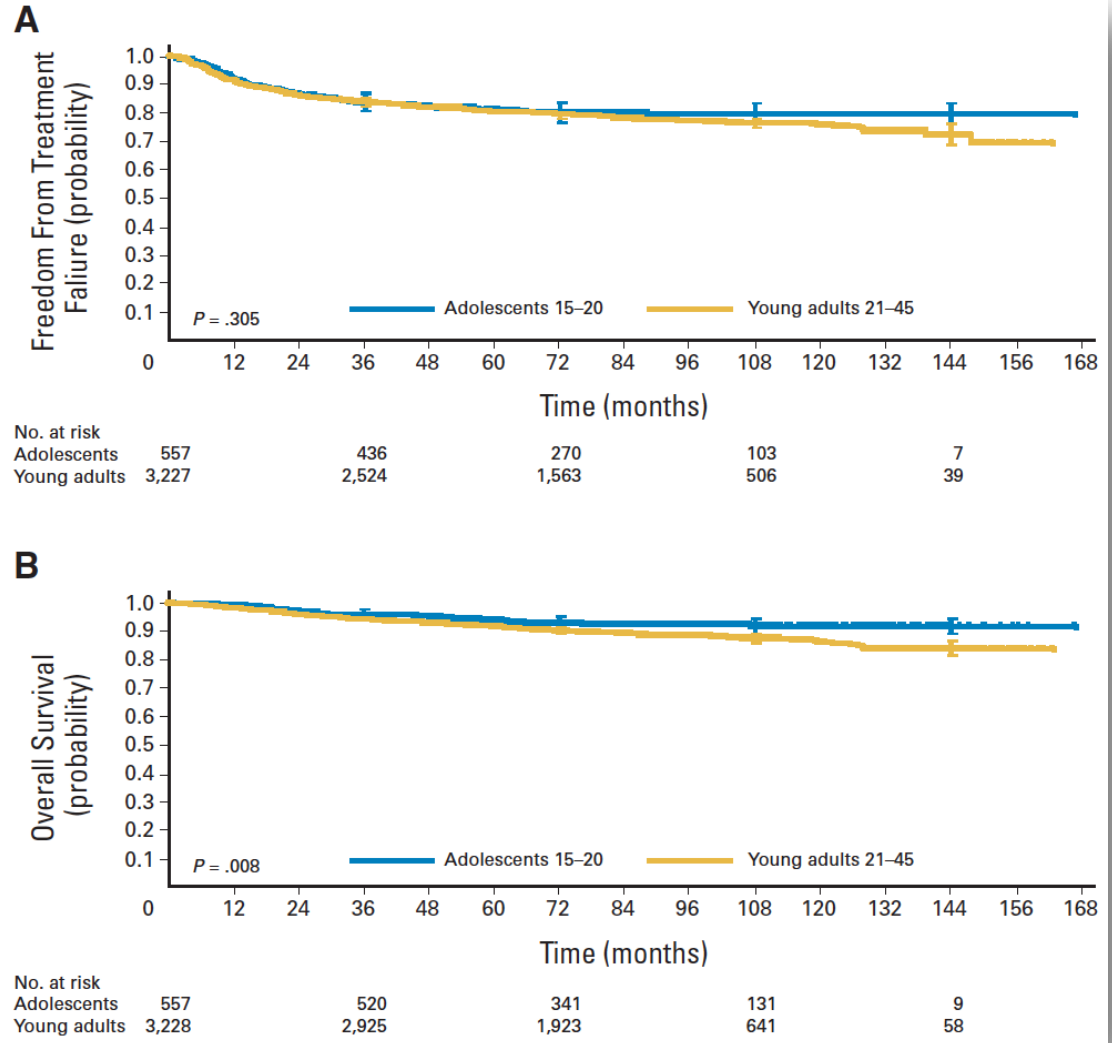 A
Freedom From Treatment
Faliure (probability)
1.0
0.9
0.8
0.7
0.6
0.5
0.4
0.3
0.2
0.1
P = .305
Adolescents 15–20
Young adults 21–45
0 12 24 36 48 60 72 84 96 108 120 132 144 156 168
Time (months)
No. at risk
Adolescents 557 436 270 103 7
Young adults 3,227 2,524 1,563 506 39
B
Overall Survival
(probability)
1.0
0.9
0.8
0.7
0.6
0.5
0.4
0.3
0.2
0.1
P = .008
Adolescents 15–20
Young adults 21–45
0 12 24 36 48 60 72 84 96 108 120 132 144 156 168
Time (months)
No. at risk
Adolescents 557 520 341 131 9
Young adults 3,228 2,925 1,923 641 58